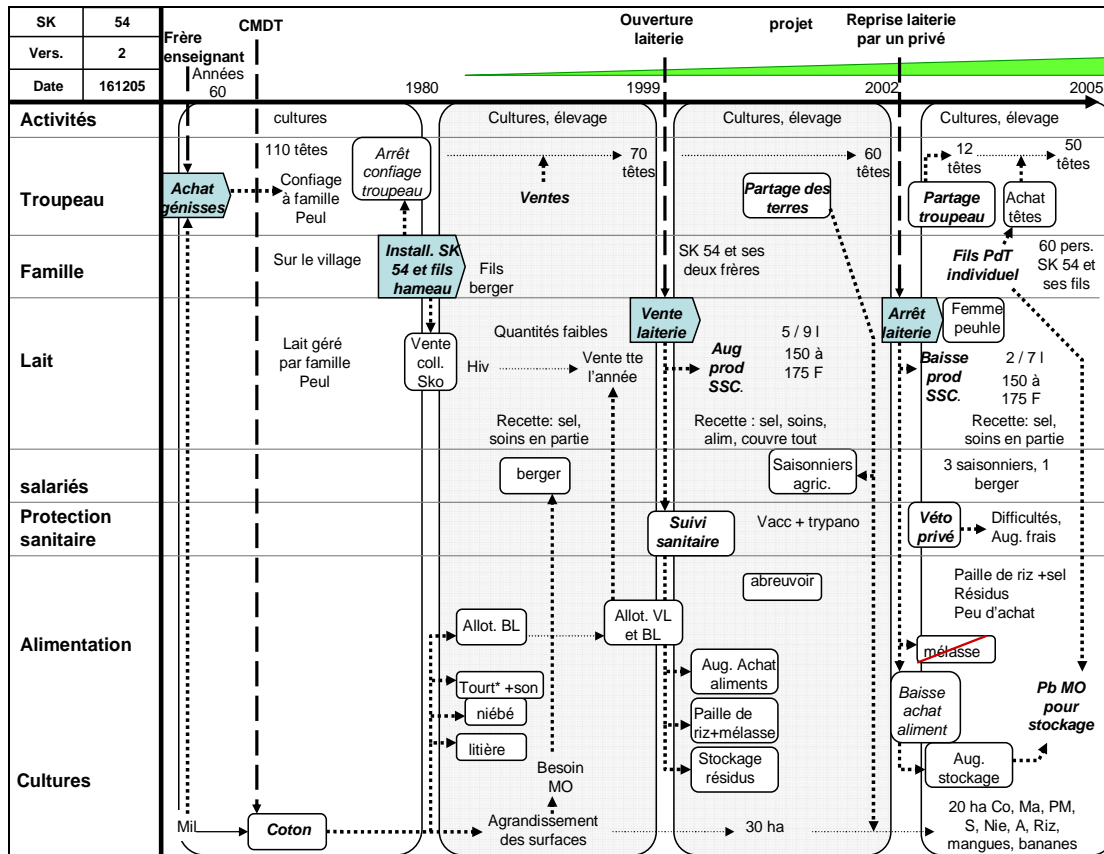 SK 54
Vers. 2
Date 161205
Frère
enseignant
Années
60
CMDT
Ouverture
laiterie
projet
Reprise laiterie
par un privé
1980
1999
2002
2005
Activités
cultures
Cultures, élevage
Cultures, élevage
Cultures, élevage
Troupeau
Achat
génisses
110 têtes
Confiage
à famille
Peul
Arrêt
confiage
troupeau
Ventes
70
têtes
Partage des
terres
60
têtes
12
têtes
Partage
troupeau
Achat
têtes
50
têtes
Famille
Sur le village
Install. SK
54 et fils
hameau
Fils
berger
SK 54 et ses
deux frères
Fils PdT
individuel
60 pers.
SK 54 et
ses fils
Lait
Lait géré
par famille
Peul
Vente
coll.
Sko
Quantités faibles
Hiv
Vente tte
l’année
Recette: sel,
soins en partie
Vente
laiterie
Aug
prod
SSC.
5 / 9 l
150 à
175 F
Recette : sel, soins,
alim, couvre tout
Arrêt
laiterie
Femme
peuhle
Baisse
prod
SSC.
2 / 7 l
150 à
175 F
Recette: sel,
soins en partie
salariés
berger
Saisonniers
agric.
3 saisonniers, 1
berger
Protection
sanitaire
Suivi
sanitaire
Vacc + trypano
Véto
privé
Difficultés,
Aug. frais
Alimentation
Allot. BL
Allot. VL
et BL
Tourt* +son
niébé
litière
abreuvoir
Aug. Achat
aliments
Paille de
riz+mélasse
Stockage
résidus
Paille de riz +sel
Résidus
Peu d’achat
mélasse
Baisse
achat
aliment
Aug.
stockage
Pb MO
pour
stockage
Cultures
Mil
Coton
Besoin
MO
Agrandissement
des surfaces
30 ha
20 ha Co, Ma, PM,
S, Nie, A, Riz,
mangues, bananes